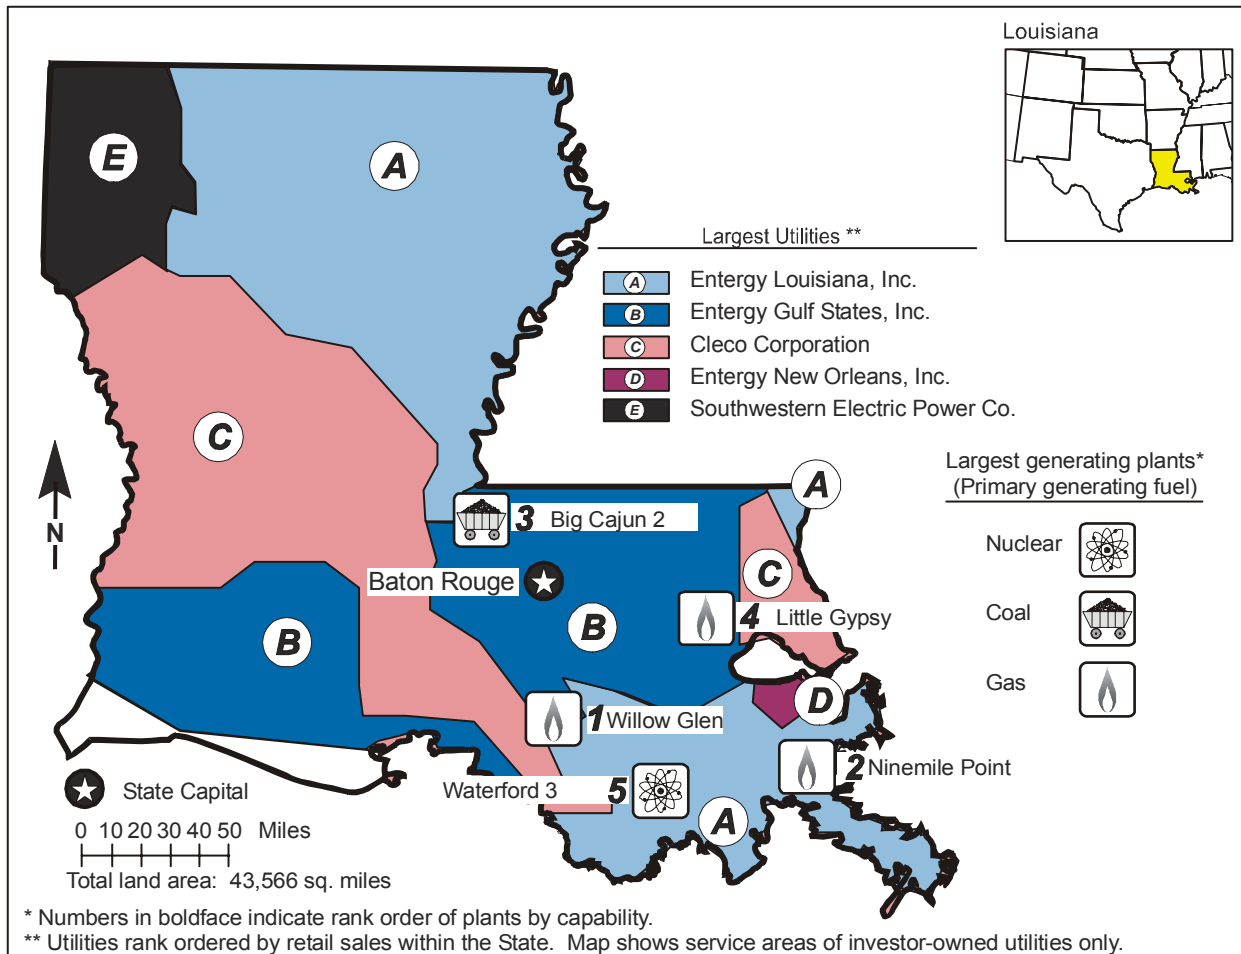 Louisiana
E
A
Largest Utilities **
A Entergy Louisiana, Inc.
B Entergy Gulf States, Inc.
C Cleco Corporation
D Entergy New Orleans, Inc.
E Southwestern Electric Power Co.
C
Largest generating plants*
(Primary generating fuel)
A
N
3 Big Cajun 2
Nuclear
Baton Rouge
C
4 Little Gypsy
Coal
B
B
Gas
D
1 Willow Glen
2 Ninemile Point
Waterford 3 5
A
State Capital
0 10 20 30 40 50 Miles
Total land area: 43,566 sq. miles
* Numbers in boldface indicate rank order of plants by capability.
** Utilities rank ordered by retail sales within the State. Map shows service areas of investor-owned utilities only.